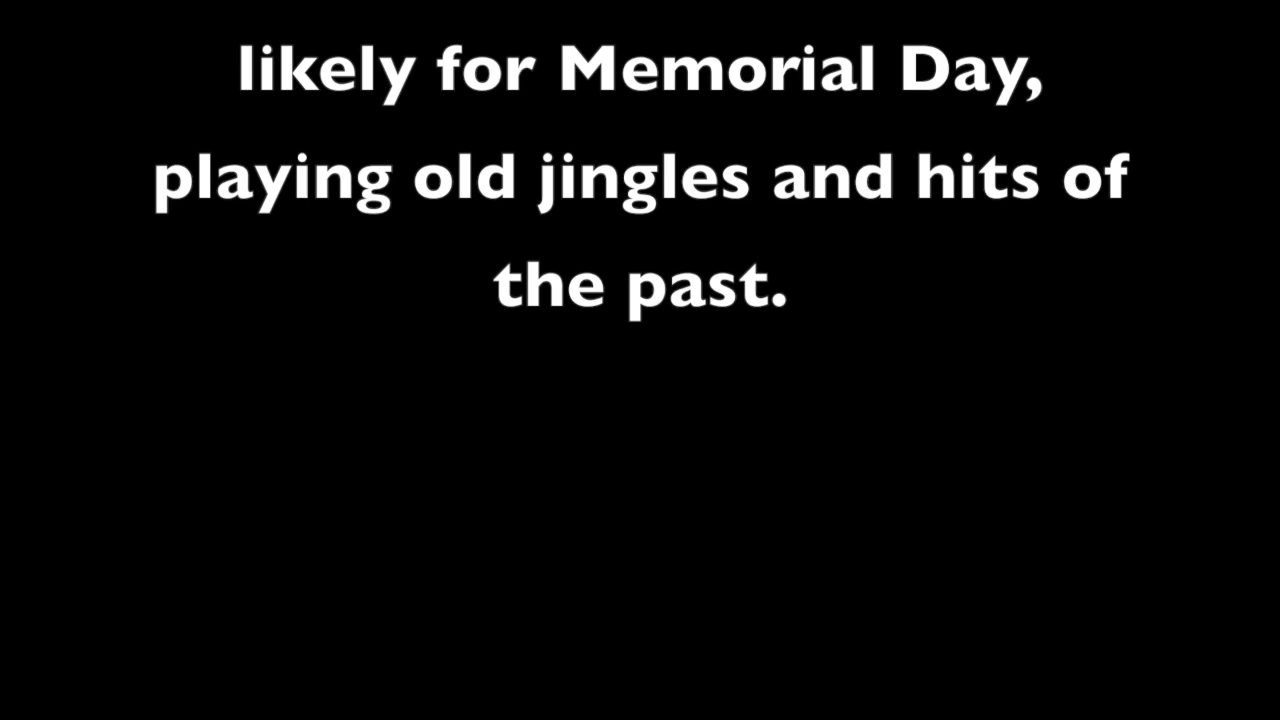 likely for Memorial Day,
playing old jingles and hits of
the past.